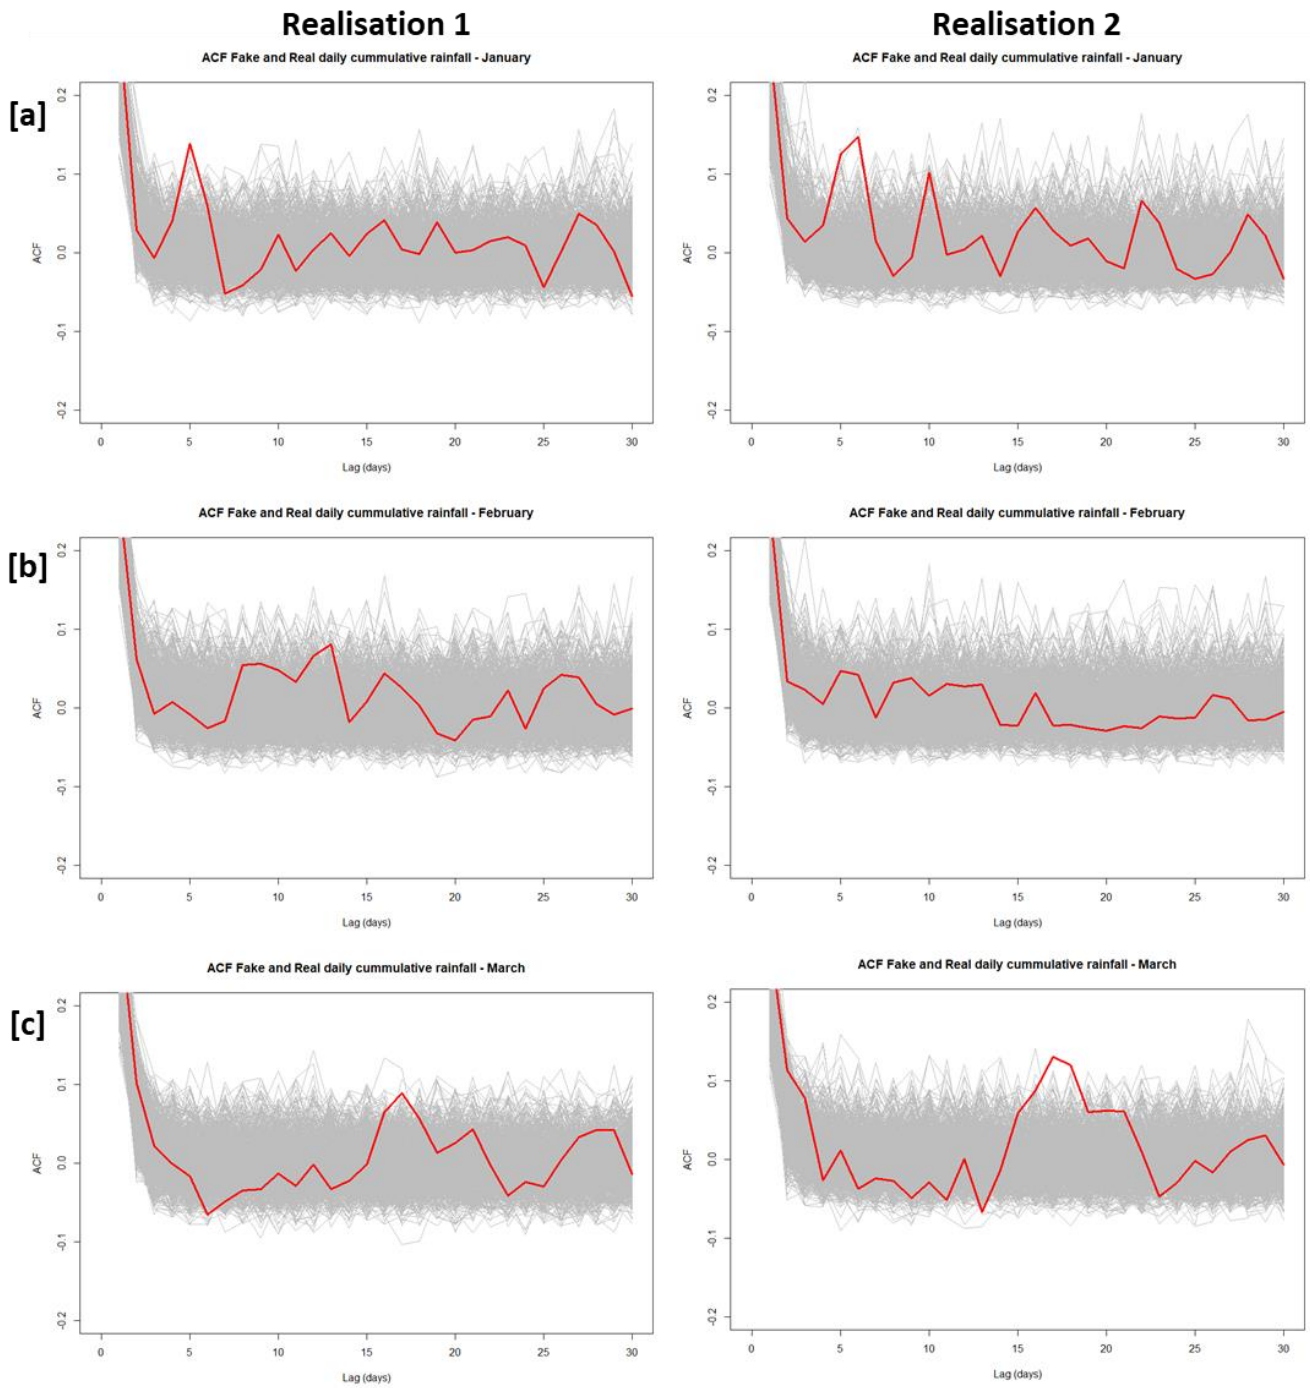 Realisation 1
Realisation 2
ACF Fake and Real daily cummulative rainfall - January
ACF Fake and Real daily cummulative rainfall - January
[a]
0.2
0.1
0.0
-0.1
-0.2
ACF
0 5 10 15 20 25 30
Lag (days)
0.2
0.1
0.0
-0.1
-0.2
ACF
0 5 10 15 20 25 30
Lag (days)
ACF Fake and Real daily cummulative rainfall - February
ACF Fake and Real daily cummulative rainfall - February
[b]
0.2
0.1
0.0
-0.1
-0.2
ACF
0 5 10 15 20 25 30
Lag (days)
0.2
0.1
0.0
-0.1
-0.2
ACF
0 5 10 15 20 25 30
Lag (days)
ACF Fake and Real daily cummulative rainfall - March
ACF Fake and Real daily cummulative rainfall - March
[c]
0.2
0.1
0.0
-0.1
-0.2
ACF
0 5 10 15 20 25 30
Lag (days)
0.2
0.1
0.0
-0.1
-0.2
ACF
0 5 10 15 20 25 30
Lag (days)